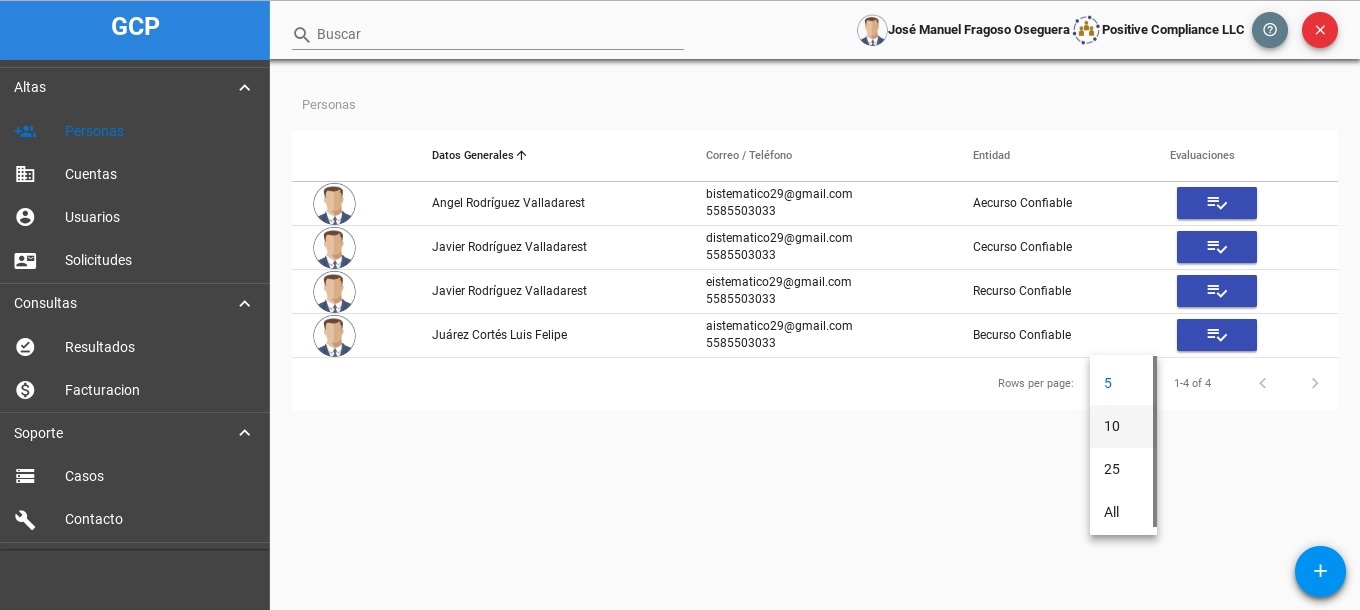 GCP
Buscar
José Manuel Fragoso Oseguera
Positive Compliance LLC
Altas
Personas
Cuentas
Usuarios
Solicitudes
Consultas
Resultados
Facturacion
Soporte
Casos
Contacto
Personas
Datos Generales Correo / Teléfono Entidad Evaluaciones
Angel Rodríguez Valladarest bistematico29@gmail.com Aecurso Confiable
5585503033
Javier Rodríguez Valladarest distematico29@gmail.com Cecurso Confiable
5585503033
Javier Rodríguez Valladarest eistematico29@gmail.com Recurso Confiable
5585503033
Juárez Cortés Luis Felipe aistematico29@gmail.com Becurso Confiable
5585503033
Rows per page: 5 1-4 of 4
10
25
All